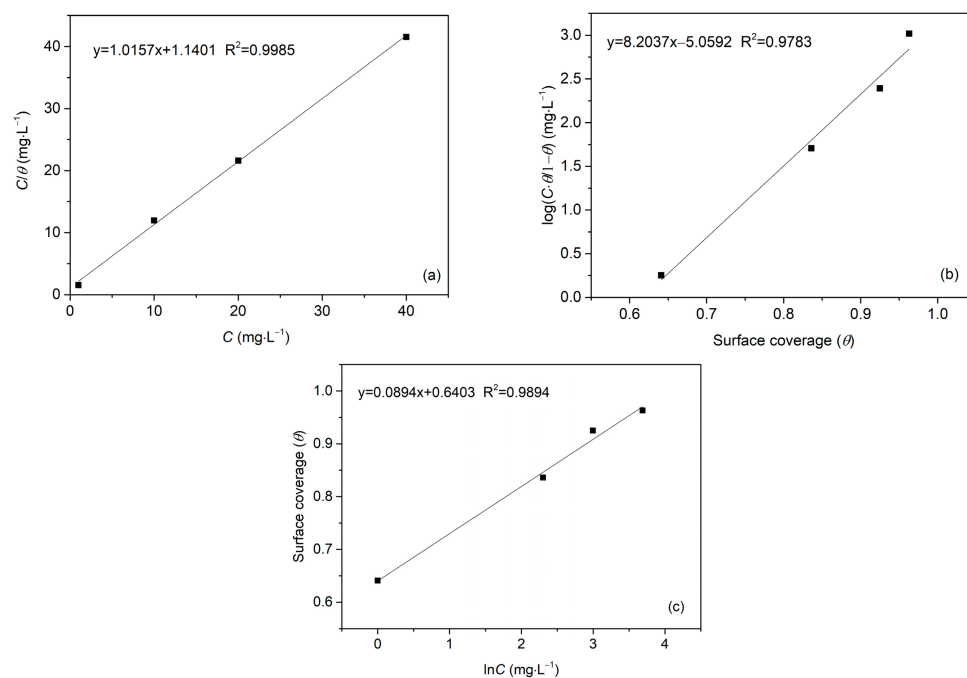 y=1.0157x+1.1401 R²=0.9985
40
30
20
10
0
0 10 20 30 40
C/θ (mg·L⁻¹)
C (mg·L⁻¹)
(a)
y=8.2037x−5.0592 R²=0.9783
3.0
2.5
2.0
1.5
1.0
0.5
0.0
0.6 0.7 0.8 0.9 1.0
log(C·θ/1−θ) (mg·L⁻¹)
Surface coverage (θ)
(b)
y=0.0894x+0.6403 R²=0.9894
1.0
0.9
0.8
0.7
0.6
0 1 2 3 4
Surface coverage (θ)
lnC (mg·L⁻¹)
(c)